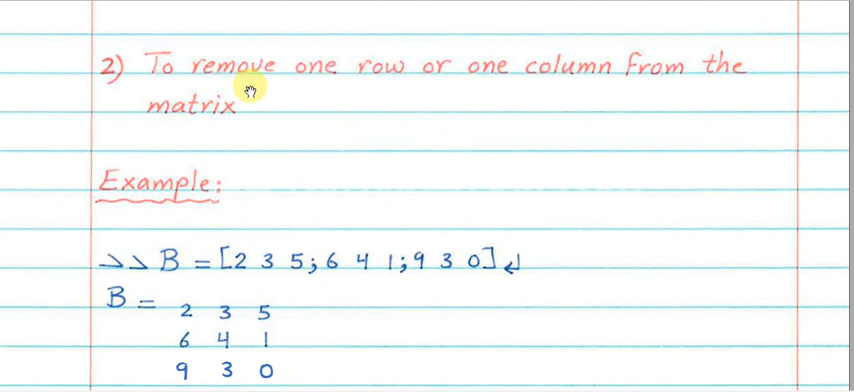 2) To remove one row or one column from the
matrix
Example:
>> B = [2 3 5; 6 4 1; 9 3 0] ↵
B =
2 3 5
6 4 1
9 3 0